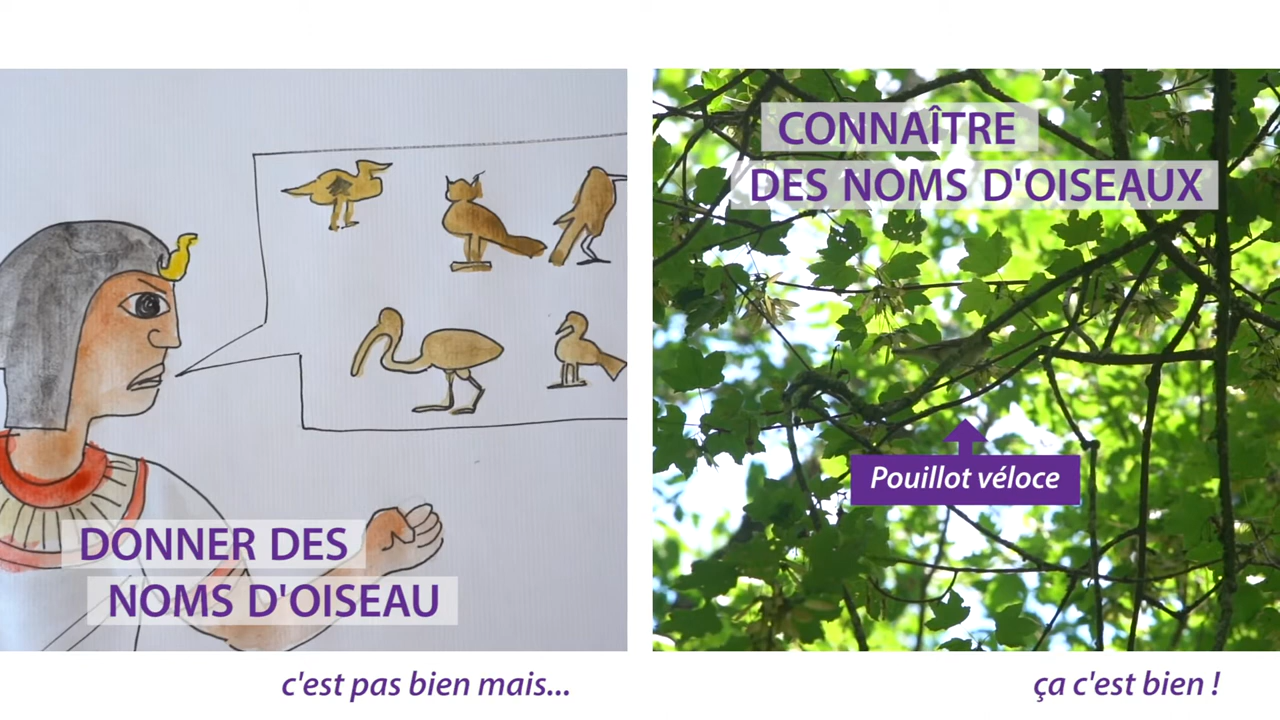 DONNER DES
NOMS D'OISEAU
c'est pas bien mais...
CONNAÎTRE
DES NOMS D'OISEAUX
Pouillot véloce
ça c'est bien !